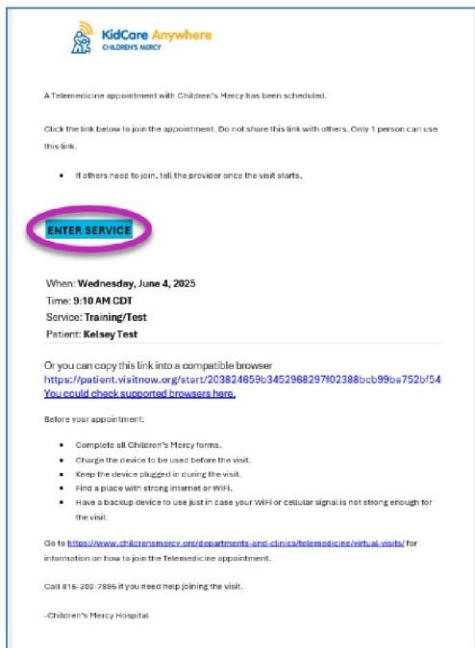 KidCare Anywhere
CHILDREN'S MERCY
A Telemedicine appointment with Children's Mercy has been scheduled.
Click the link below to join the appointment. Do not share this link with others. Only 1 person can use
this link.
• If others need to join, tell the provider once the visit starts.
ENTER SERVICE
When: Wednesday, June 4, 2025
Time: 9:10 AM CDT
Service: Training/Test
Patient: Kelsey Test
Or you can copy this link into a compatible browser
https://patient.visitnow.org/start/203824659b3452968297f02388bcb99ba752bf54
You could check supported browsers here.
Before your appointment:
• Complete all Children's Mercy forms.
• Charge the device to be used before the visit.
• Keep the device plugged in during the visit.
• Find a place with strong internet or WiFi.
• Have a backup device to use just in case your WiFi or cellular signal is not strong enough for
the visit.
Go to https://www.childrensmercy.org/departments-and-clinics/telemedicine/virtual-visits/ for
information on how to join the Telemedicine appointment.
Call 816-302-7895 if you need help joining the visit.
-Children's Mercy Hospital